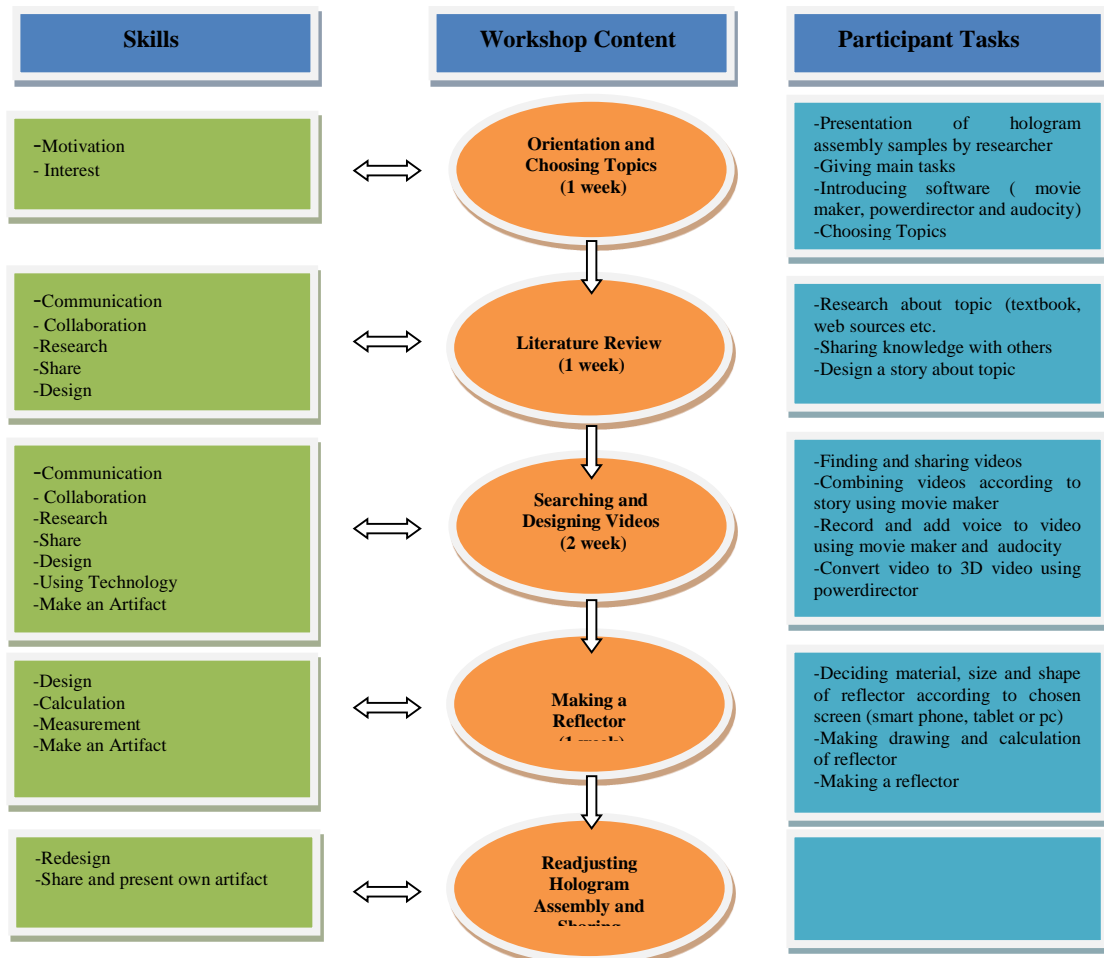 Skills
Workshop Content
Participant Tasks
-Motivation
- Interest
Orientation and
Choosing Topics
(1 week)
-Presentation of hologram
assembly samples by researcher
-Giving main tasks
-Introducing software ( movie
maker, powerdirector and audocity)
-Choosing Topics
-Communication
- Collaboration
-Research
-Share
-Design
Literature Review
(1 week)
-Research about topic (textbook,
web sources etc.
-Sharing knowledge with others
-Design a story about topic
-Communication
- Collaboration
-Research
-Share
-Design
-Using Technology
-Make an Artifact
Searching and
Designing Videos
(2 week)
-Finding and sharing videos
-Combining videos according to
story using movie maker
-Record and add voice to video
using movie maker and audocity
-Convert video to 3D video using
powerdirector
-Design
-Calculation
-Measurement
-Make an Artifact
Making a
Reflector
(1 week)
-Deciding material, size and shape
of reflector according to chosen
screen (smart phone, tablet or pc)
-Making drawing and calculation
of reflector
-Making a reflector
-Redesign
-Share and present own artifact
Readjusting
Hologram
Assembly and
Sharing